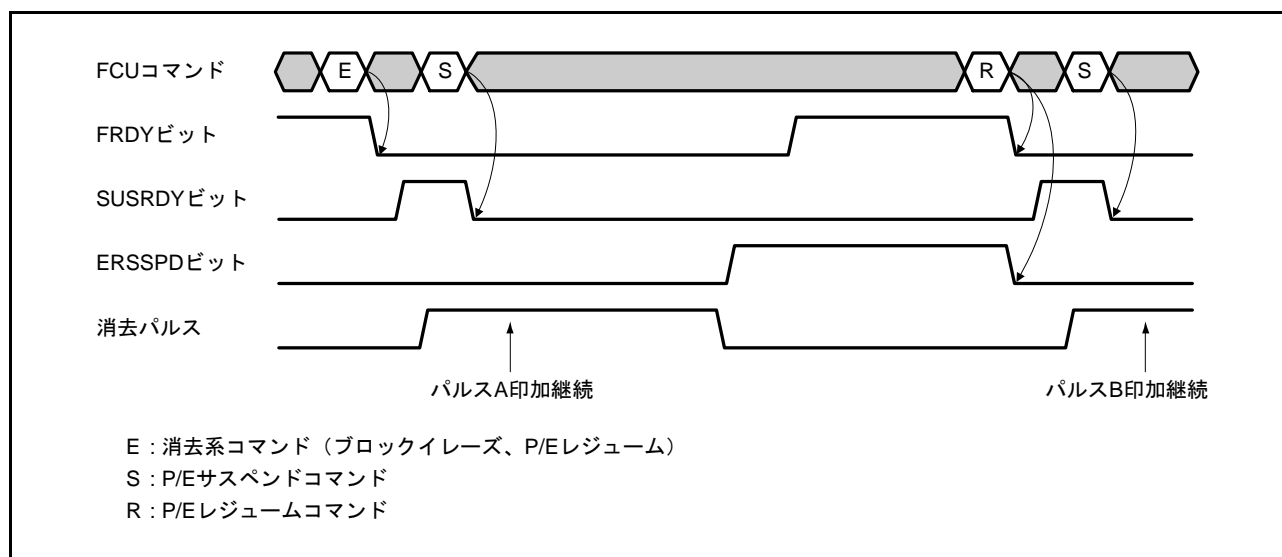 FCUコマンド E S R S
FRDYビット
SUSRDYビット
ERSSPDビット
消去パルス
パルスA印加継続 パルスB印加継続
E : 消去系コマンド（ブロックイレーズ、P/Eレジューム）
S : P/Eサスペンドコマンド
R : P/Eレジュームコマンド